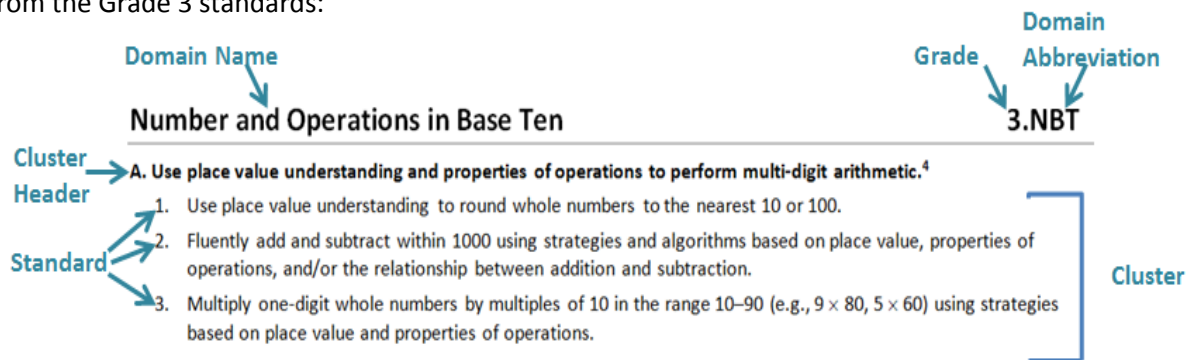 from the Grade 3 standards:
Domain
Domain Name
Grade
Abbreviation
Number and Operations in Base Ten
3.NBT
Cluster
Header
A. Use place value understanding and properties of operations to perform multi-digit arithmetic.⁴
1. Use place value understanding to round whole numbers to the nearest 10 or 100.
2. Fluently add and subtract within 1000 using strategies and algorithms based on place value, properties of
operations, and/or the relationship between addition and subtraction.
Standard
3. Multiply one-digit whole numbers by multiples of 10 in the range 10–90 (e.g., 9 × 80, 5 × 60) using strategies
based on place value and properties of operations.
Cluster